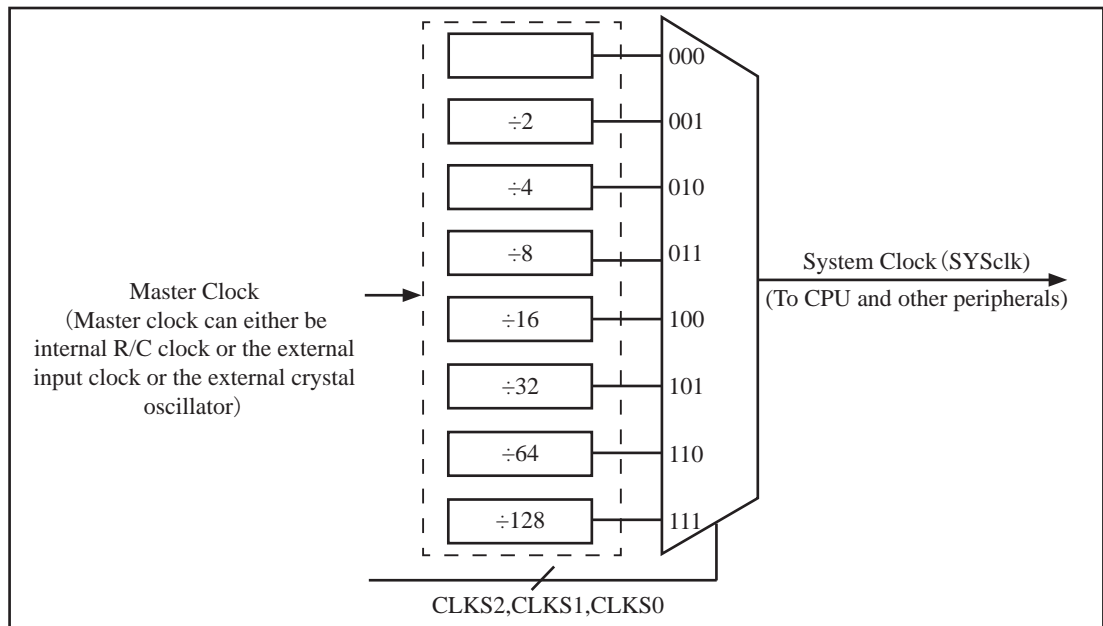 000
÷2
001
÷4
010
÷8
011
÷16
100
÷32
101
÷64
110
÷128
111
Master Clock
（Master clock can either be
internal R/C clock or the external
input clock or the external crystal
oscillator）
System Clock（SYSclk）
(To CPU and other peripherals)
CLKS2,CLKS1,CLKS0